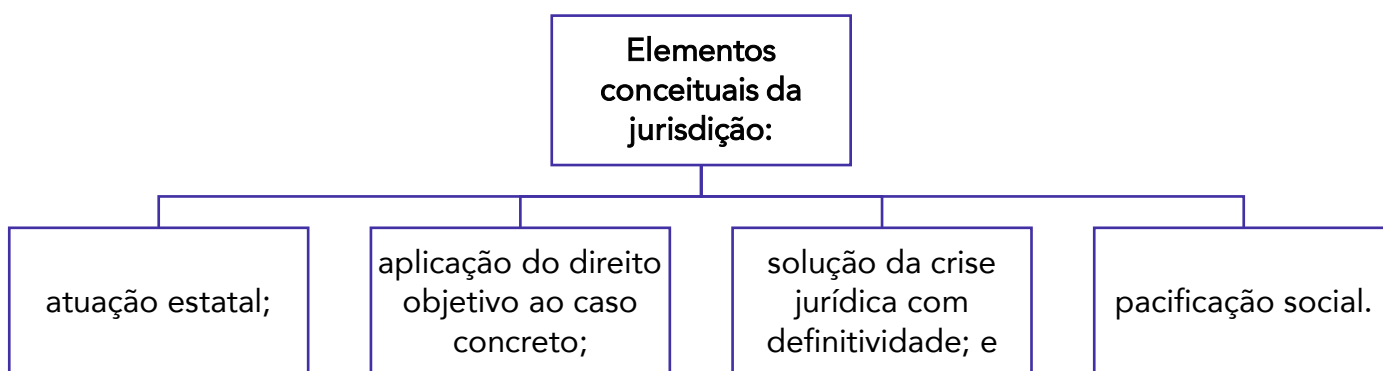 Elementos
conceituais da
jurisdição:
atuação estatal;
aplicação do direito
objetivo ao caso
concreto;
solução da crise
jurídica com
definitividade; e
pacificação social.